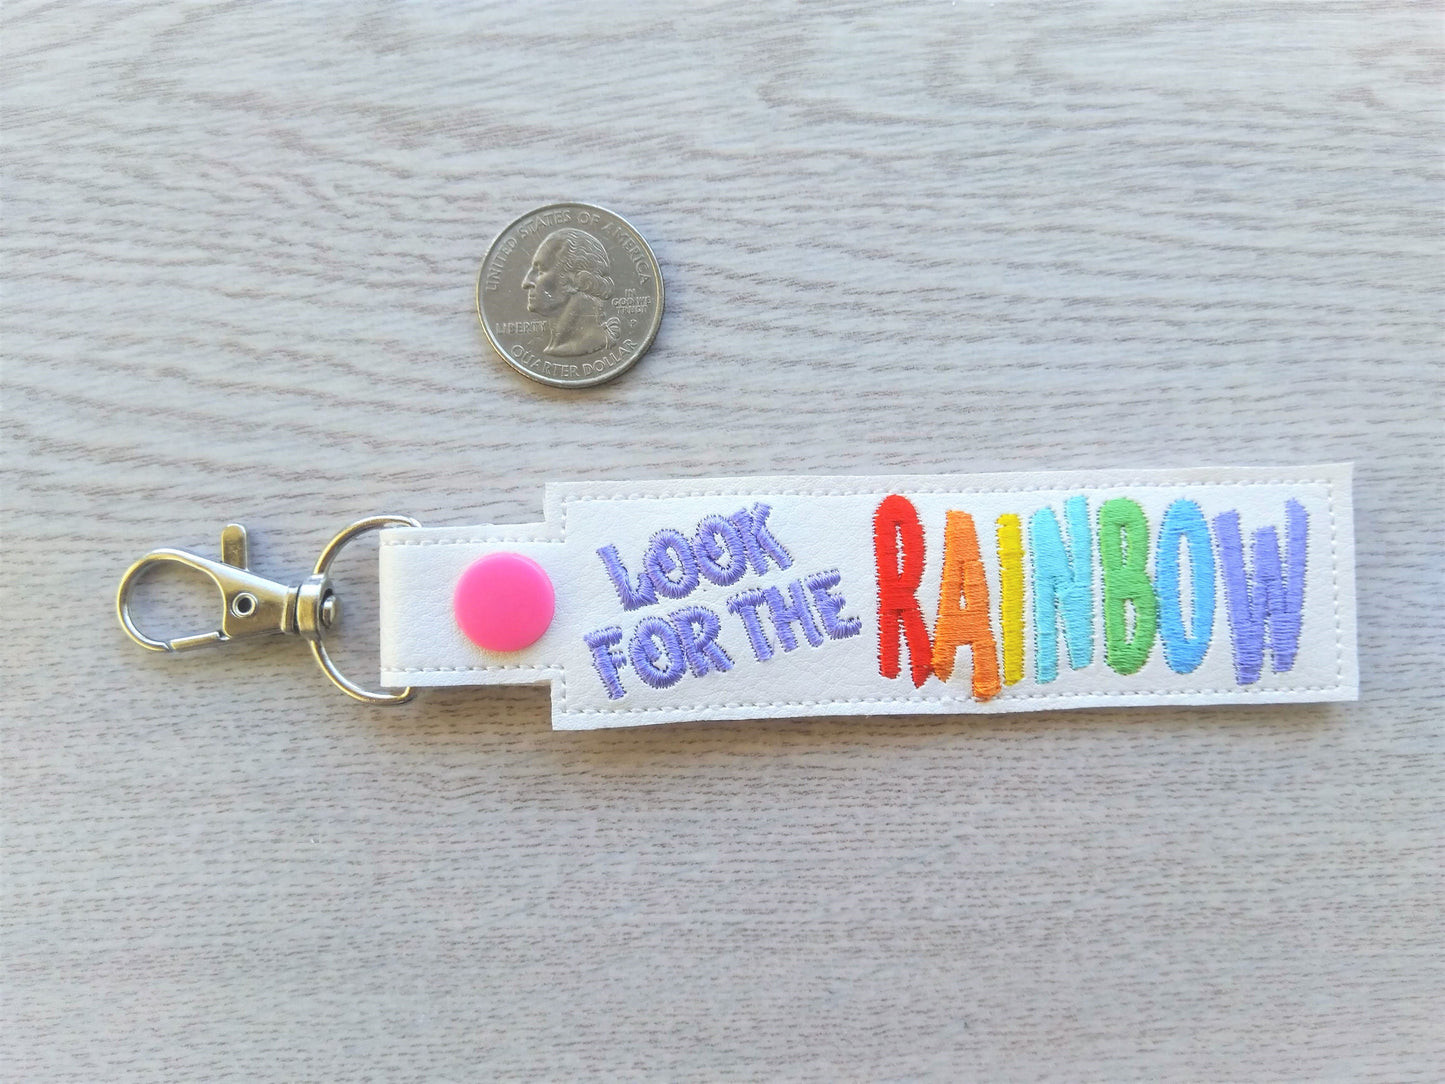 UNITED STATES OF AMERICA
LIBERTY
IN
GOD WE
TRUST
P
QUARTER DOLLAR
LOOK
FOR THE
RAINBOW